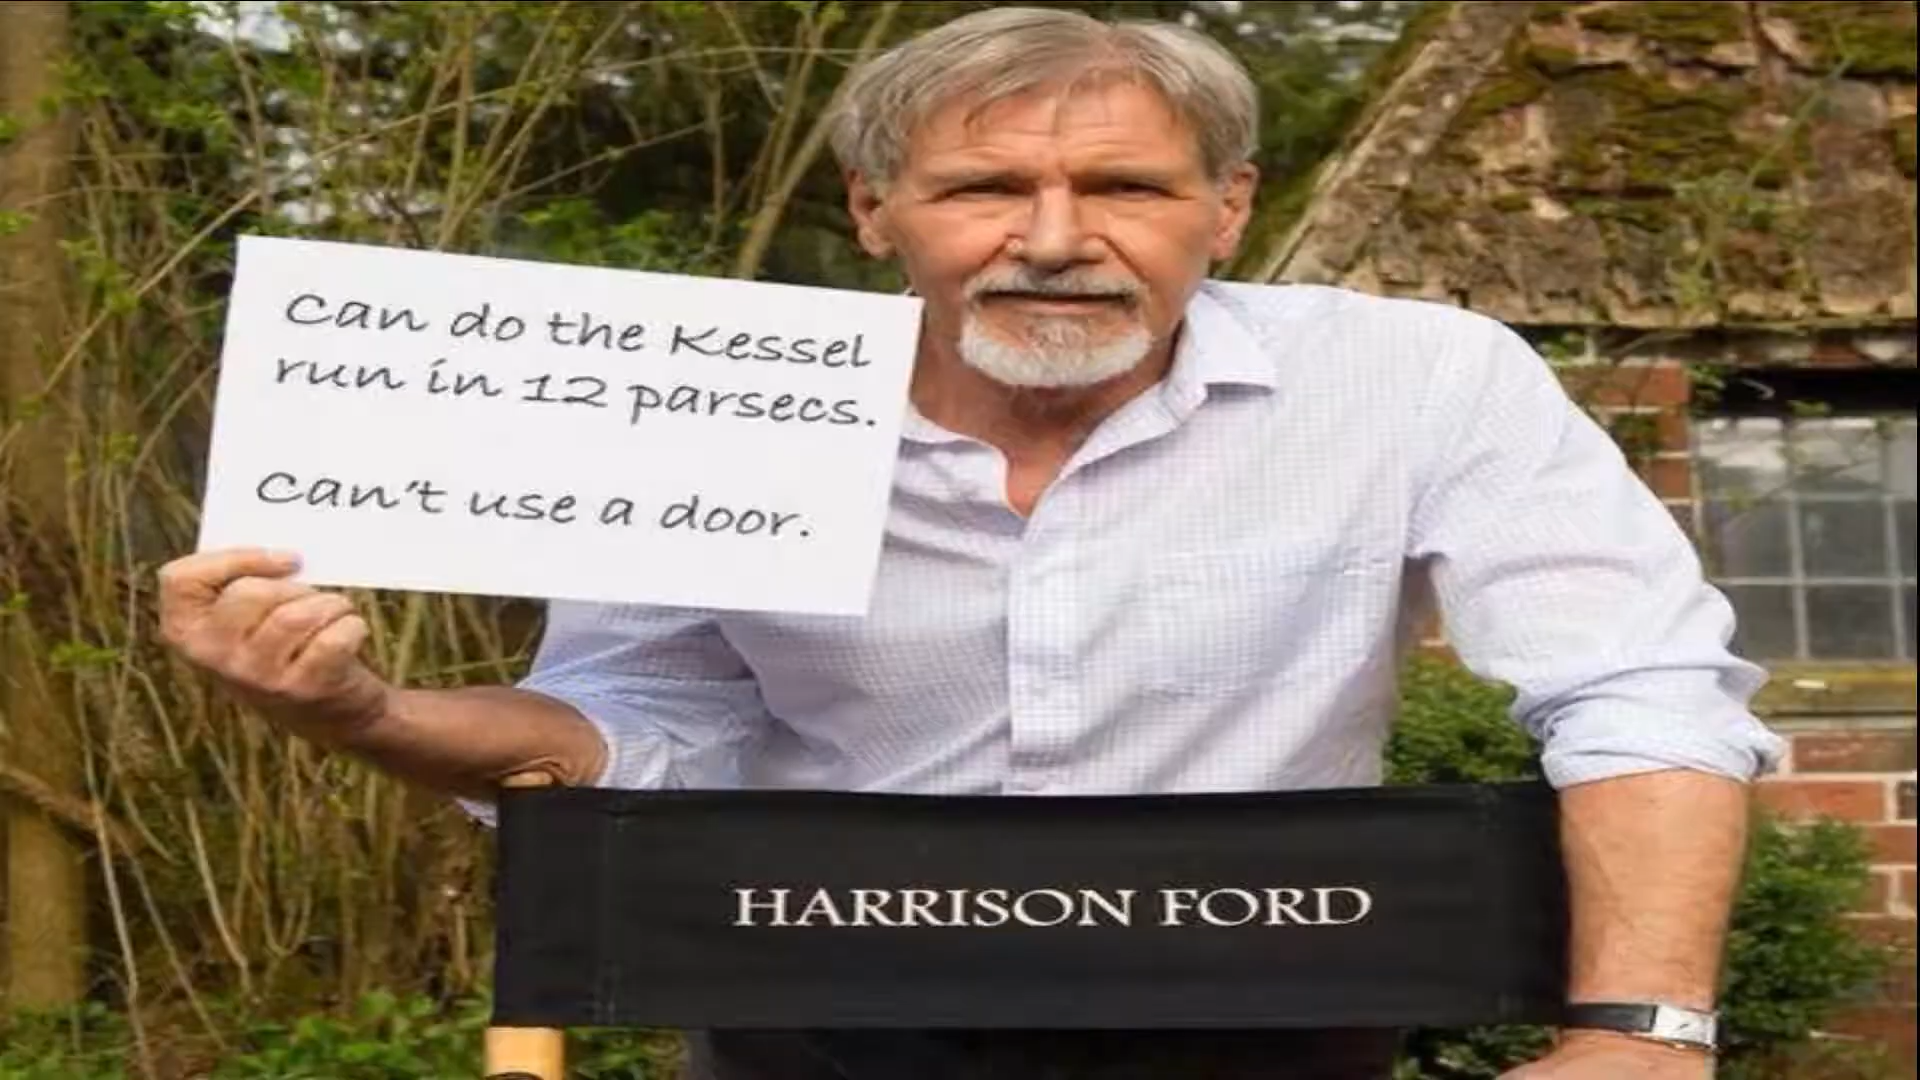 Can do the Kessel
run in 12 parsecs.
Can't use a door.
HARRISON FORD